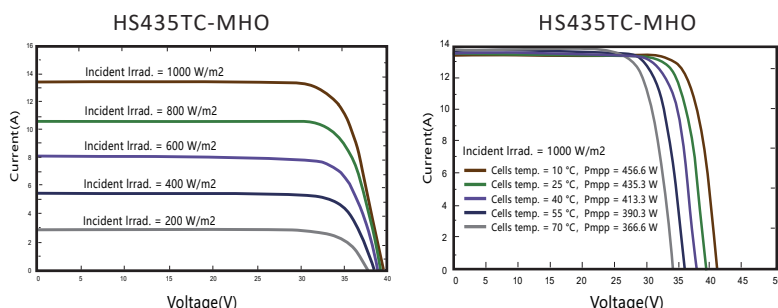 HS435TC-MHO
Current(A)
16
14
12
10
8
6
4
2
0
Incident Irrad. = 1000 W/m2
Incident Irrad. = 800 W/m2
Incident Irrad. = 600 W/m2
Incident Irrad. = 400 W/m2
Incident Irrad. = 200 W/m2
0 5 10 15 20 25 30 35 40
Voltage(V)
HS435TC-MHO
Current(A)
14
12
10
8
6
4
2
0
Incident Irrad. = 1000 W/m2
Cells temp. = 10 °C, Pmpp = 456.6 W
Cells temp. = 25 °C, Pmpp = 435.3 W
Cells temp. = 40 °C, Pmpp = 413.3 W
Cells temp. = 55 °C, Pmpp = 390.3 W
Cells temp. = 70 °C, Pmpp = 366.6 W
0 5 10 15 20 25 30 35 40 45
Voltage(V)